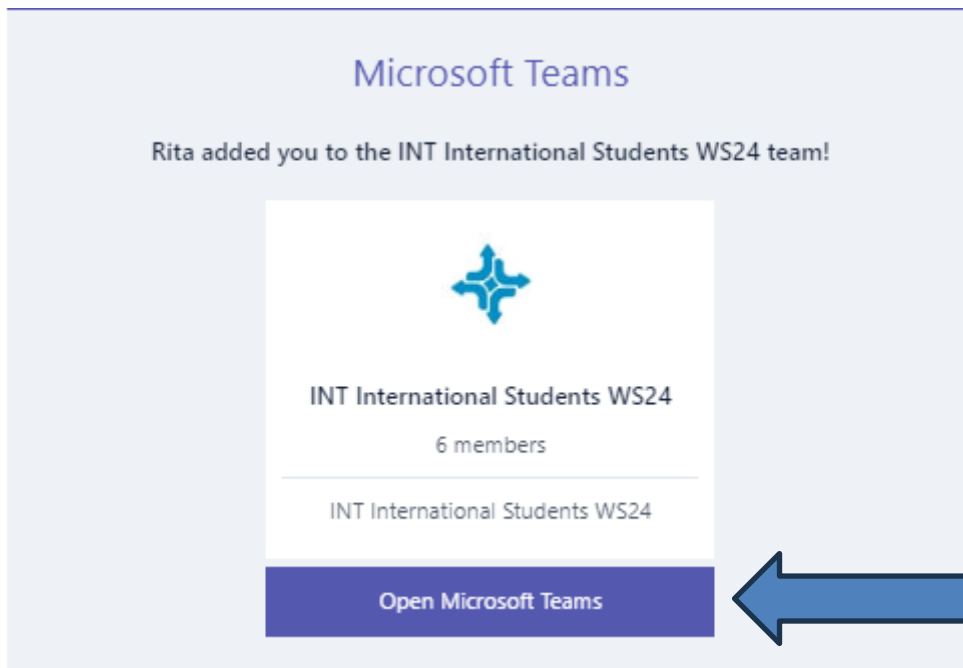 Microsoft Teams
Rita added you to the INT International Students WS24 team!
INT International Students WS24
6 members
INT International Students WS24
Open Microsoft Teams